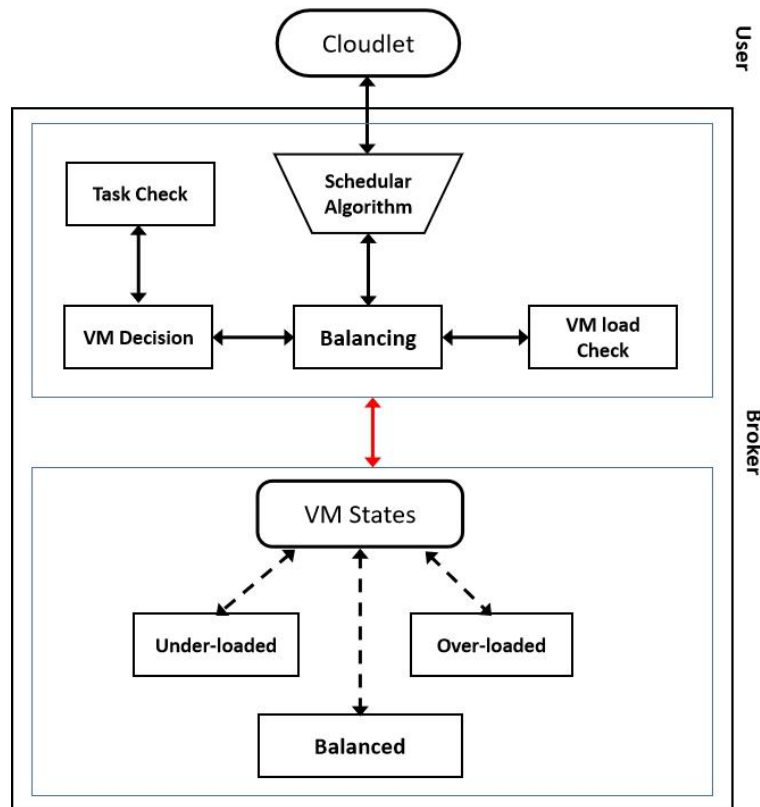 Cloudlet
User
Schedular
Algorithm
Task Check
VM Decision
Balancing
VM load
Check
Broker
VM States
Under-loaded
Over-loaded
Balanced